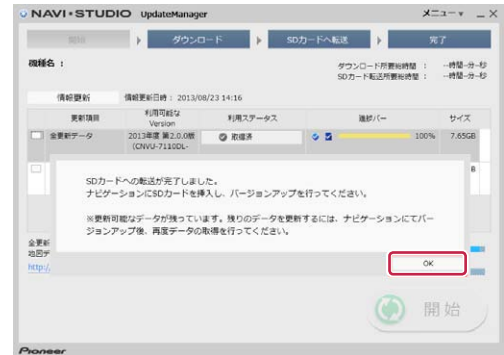 NAVI•STUDIO UpdateManager
メニュー
ダウンロード
SDカードへ転送
完了
機種名：
ダウンロード所要総時間： --時間-分-秒
SDカード転送所要総時間： --時間-分-秒
情報更新
情報更新日時：2013/08/23 14:16
更新項目
利用可能な
Version
利用ステータス
進捗バー
サイズ
全更新データ
2013年度 第2.0.0版
(CNVU-7110DL-
取得済
100%
7.65GB
SDカードへの転送が完了しました。
ナビゲーションにSDカードを挿入し、バージョンアップを行ってください。
※更新可能なデータが残っています。残りのデータを更新するには、ナビゲーションにてバー
ジョンアップ後、再度データの取得を行ってください。
OK
全更新
地図デ
http:/
開始
Pioneer